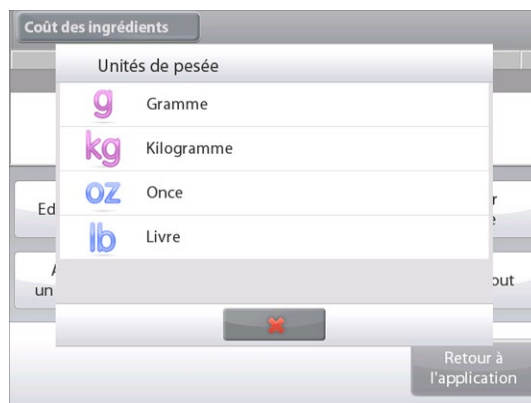 Coût des ingrédients
Unités de pesée
g Gramme
kg Kilogramme
oz Once
lb Livre
Retour à
l'application